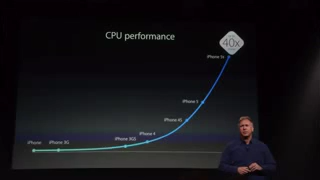 CPU performance
40x
iPhone 5s
iPhone 5
iPhone 4S
iPhone 4
iPhone 3GS
iPhone 3G
iPhone